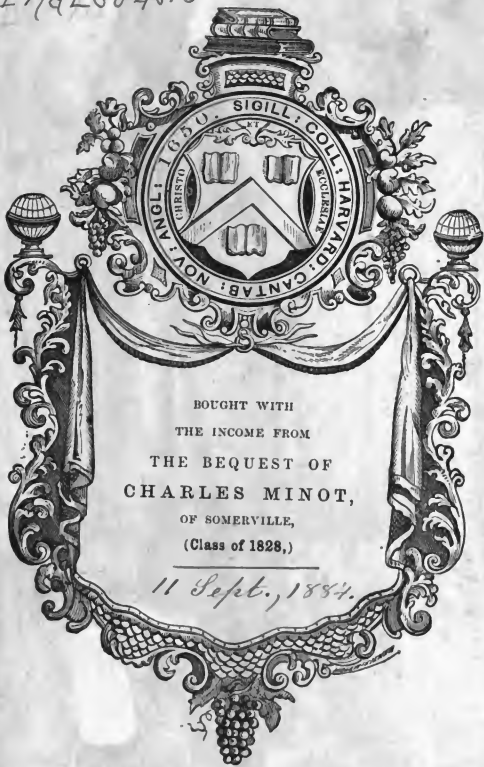 SIGILL: COLL: HARVARD: CANTAB: NOV: ANGL: 1650.
ET
CHRISTO
ECCLESIAE
BOUGHT WITH
THE INCOME FROM
THE BEQUEST OF
CHARLES MINOT,
OF SOMERVILLE,
(Class of 1828,)
11 Sept., 1884.